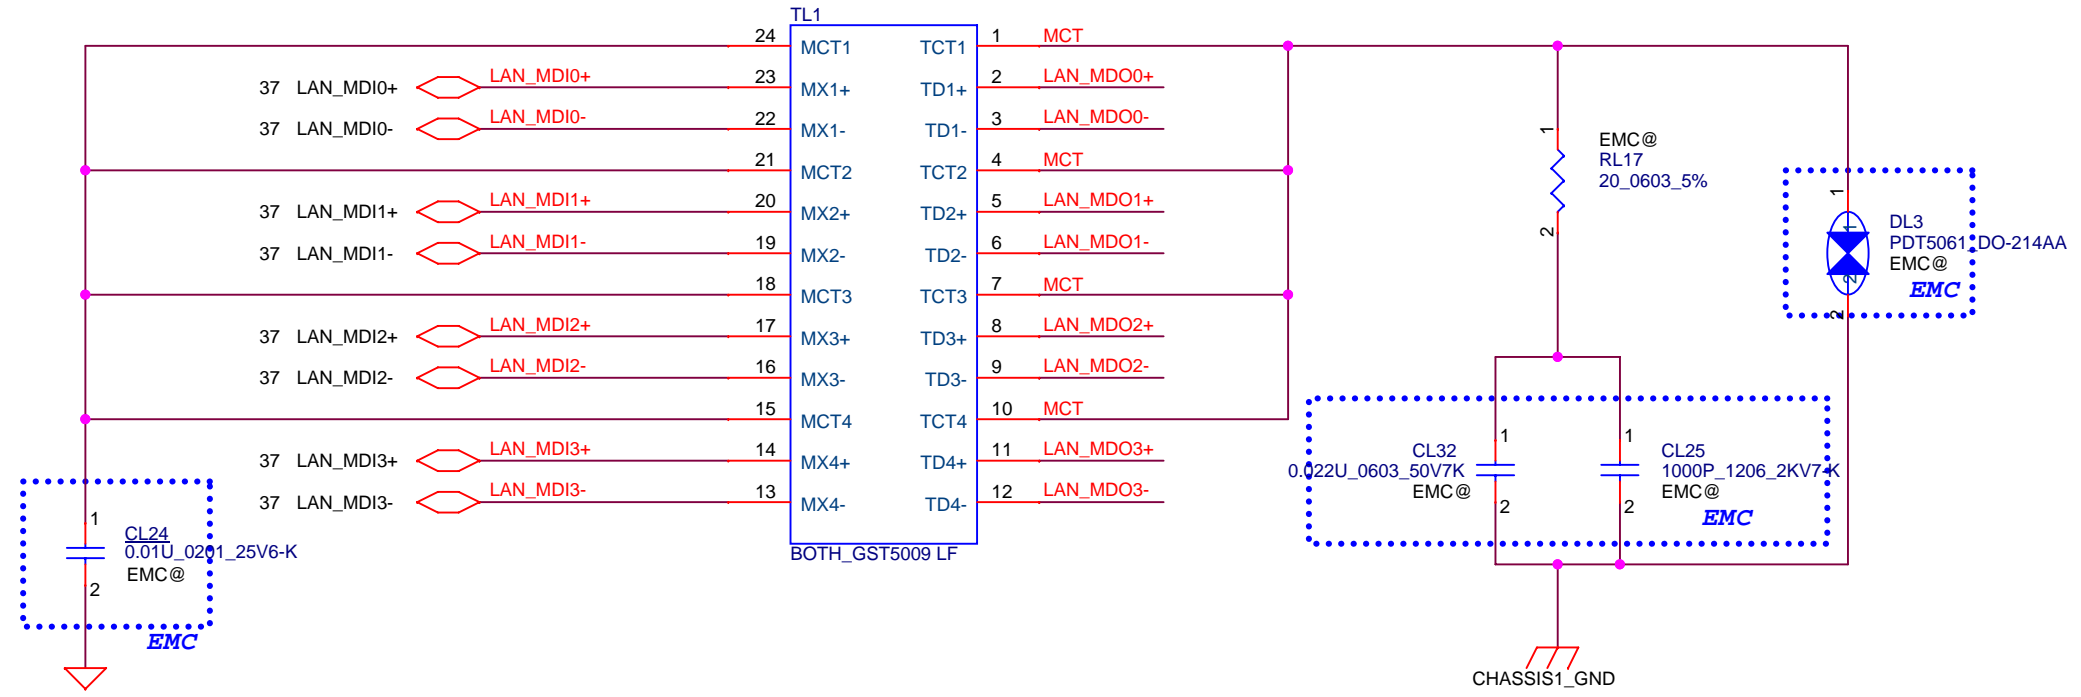 TL1
24 MCT1 TCT1 1 MCT
37 LAN_MDI0+ LAN_MDI0+ 23 MX1+ TD1+ 2 LAN_MDO0+
37 LAN_MDI0- LAN_MDI0- 22 MX1- TD1- 3 LAN_MDO0-
21 MCT2 TCT2 4 MCT
37 LAN_MDI1+ LAN_MDI1+ 20 MX2+ TD2+ 5 LAN_MDO1+
37 LAN_MDI1- LAN_MDI1- 19 MX2- TD2- 6 LAN_MDO1-
18 MCT3 TCT3 7 MCT
37 LAN_MDI2+ LAN_MDI2+ 17 MX3+ TD3+ 8 LAN_MDO2+
37 LAN_MDI2- LAN_MDI2- 16 MX3- TD3- 9 LAN_MDO2-
15 MCT4 TCT4 10 MCT
37 LAN_MDI3+ LAN_MDI3+ 14 MX4+ TD4+ 11 LAN_MDO3+
37 LAN_MDI3- LAN_MDI3- 13 MX4- TD4- 12 LAN_MDO3-
BOTH_GST5009 LF
1
CL24
0.01U_0201_25V6-K
EMC@
2
EMC
1
EMC@
RL17
20_0603_5%
2
1
1
DL3
PDT5061_DO-214AA
EMC@
EMC
2
2
1
CL32
0.022U_0603_50V7K
EMC@
2
1
CL25
1000P_1206_2KV7-K
EMC@
2
EMC
CHASSIS1_GND